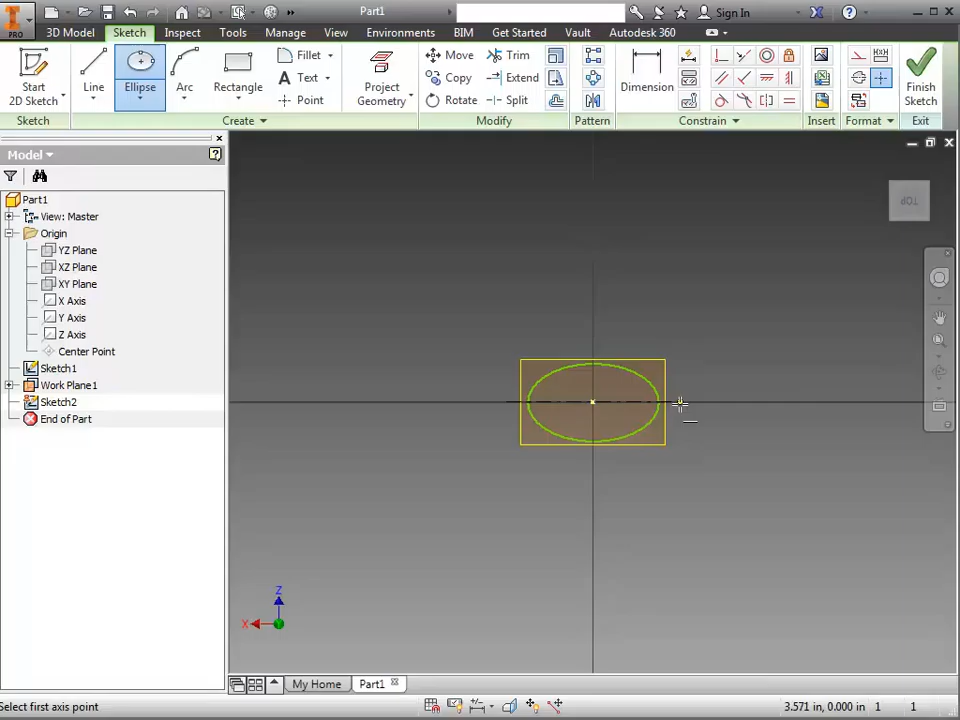 PRO
Part1
Sign In
3D Model
Sketch
Inspect
Tools
Manage
View
Environments
BIM
Get Started
Vault
Autodesk 360
Start
2D Sketch
Line
Ellipse
Arc
Rectangle
Fillet
Text
Point
Project
Geometry
Move
Copy
Rotate
Trim
Extend
Split
Dimension
Finish
Sketch
Sketch
Create
Modify
Pattern
Constrain
Insert
Format
Exit
Model
Part1
View: Master
Origin
YZ Plane
XZ Plane
XY Plane
X Axis
Y Axis
Z Axis
Center Point
Sketch1
Work Plane1
Sketch2
End of Part
TOP
Z
X
My Home
Part1
Select first axis point
3.571 in, 0.000 in
1
1